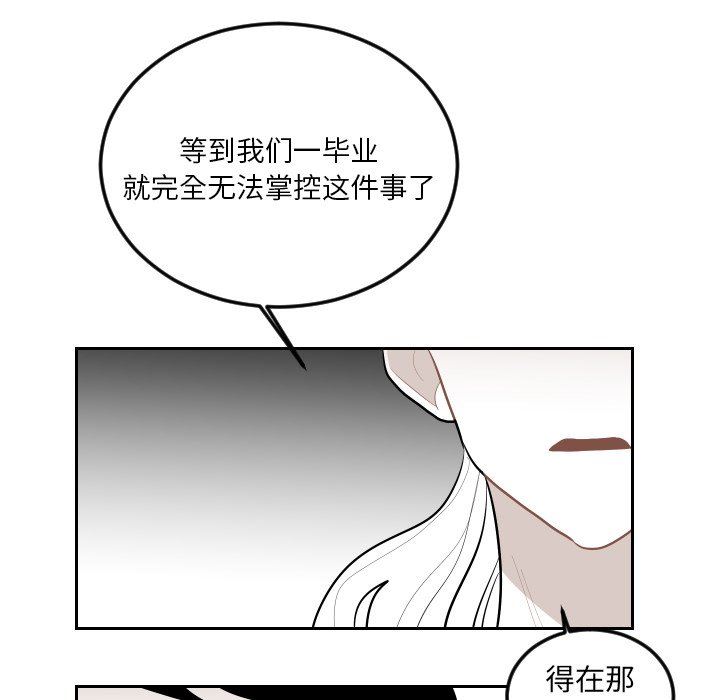 等到我们一毕业
就完全无法掌控这件事了
得在那